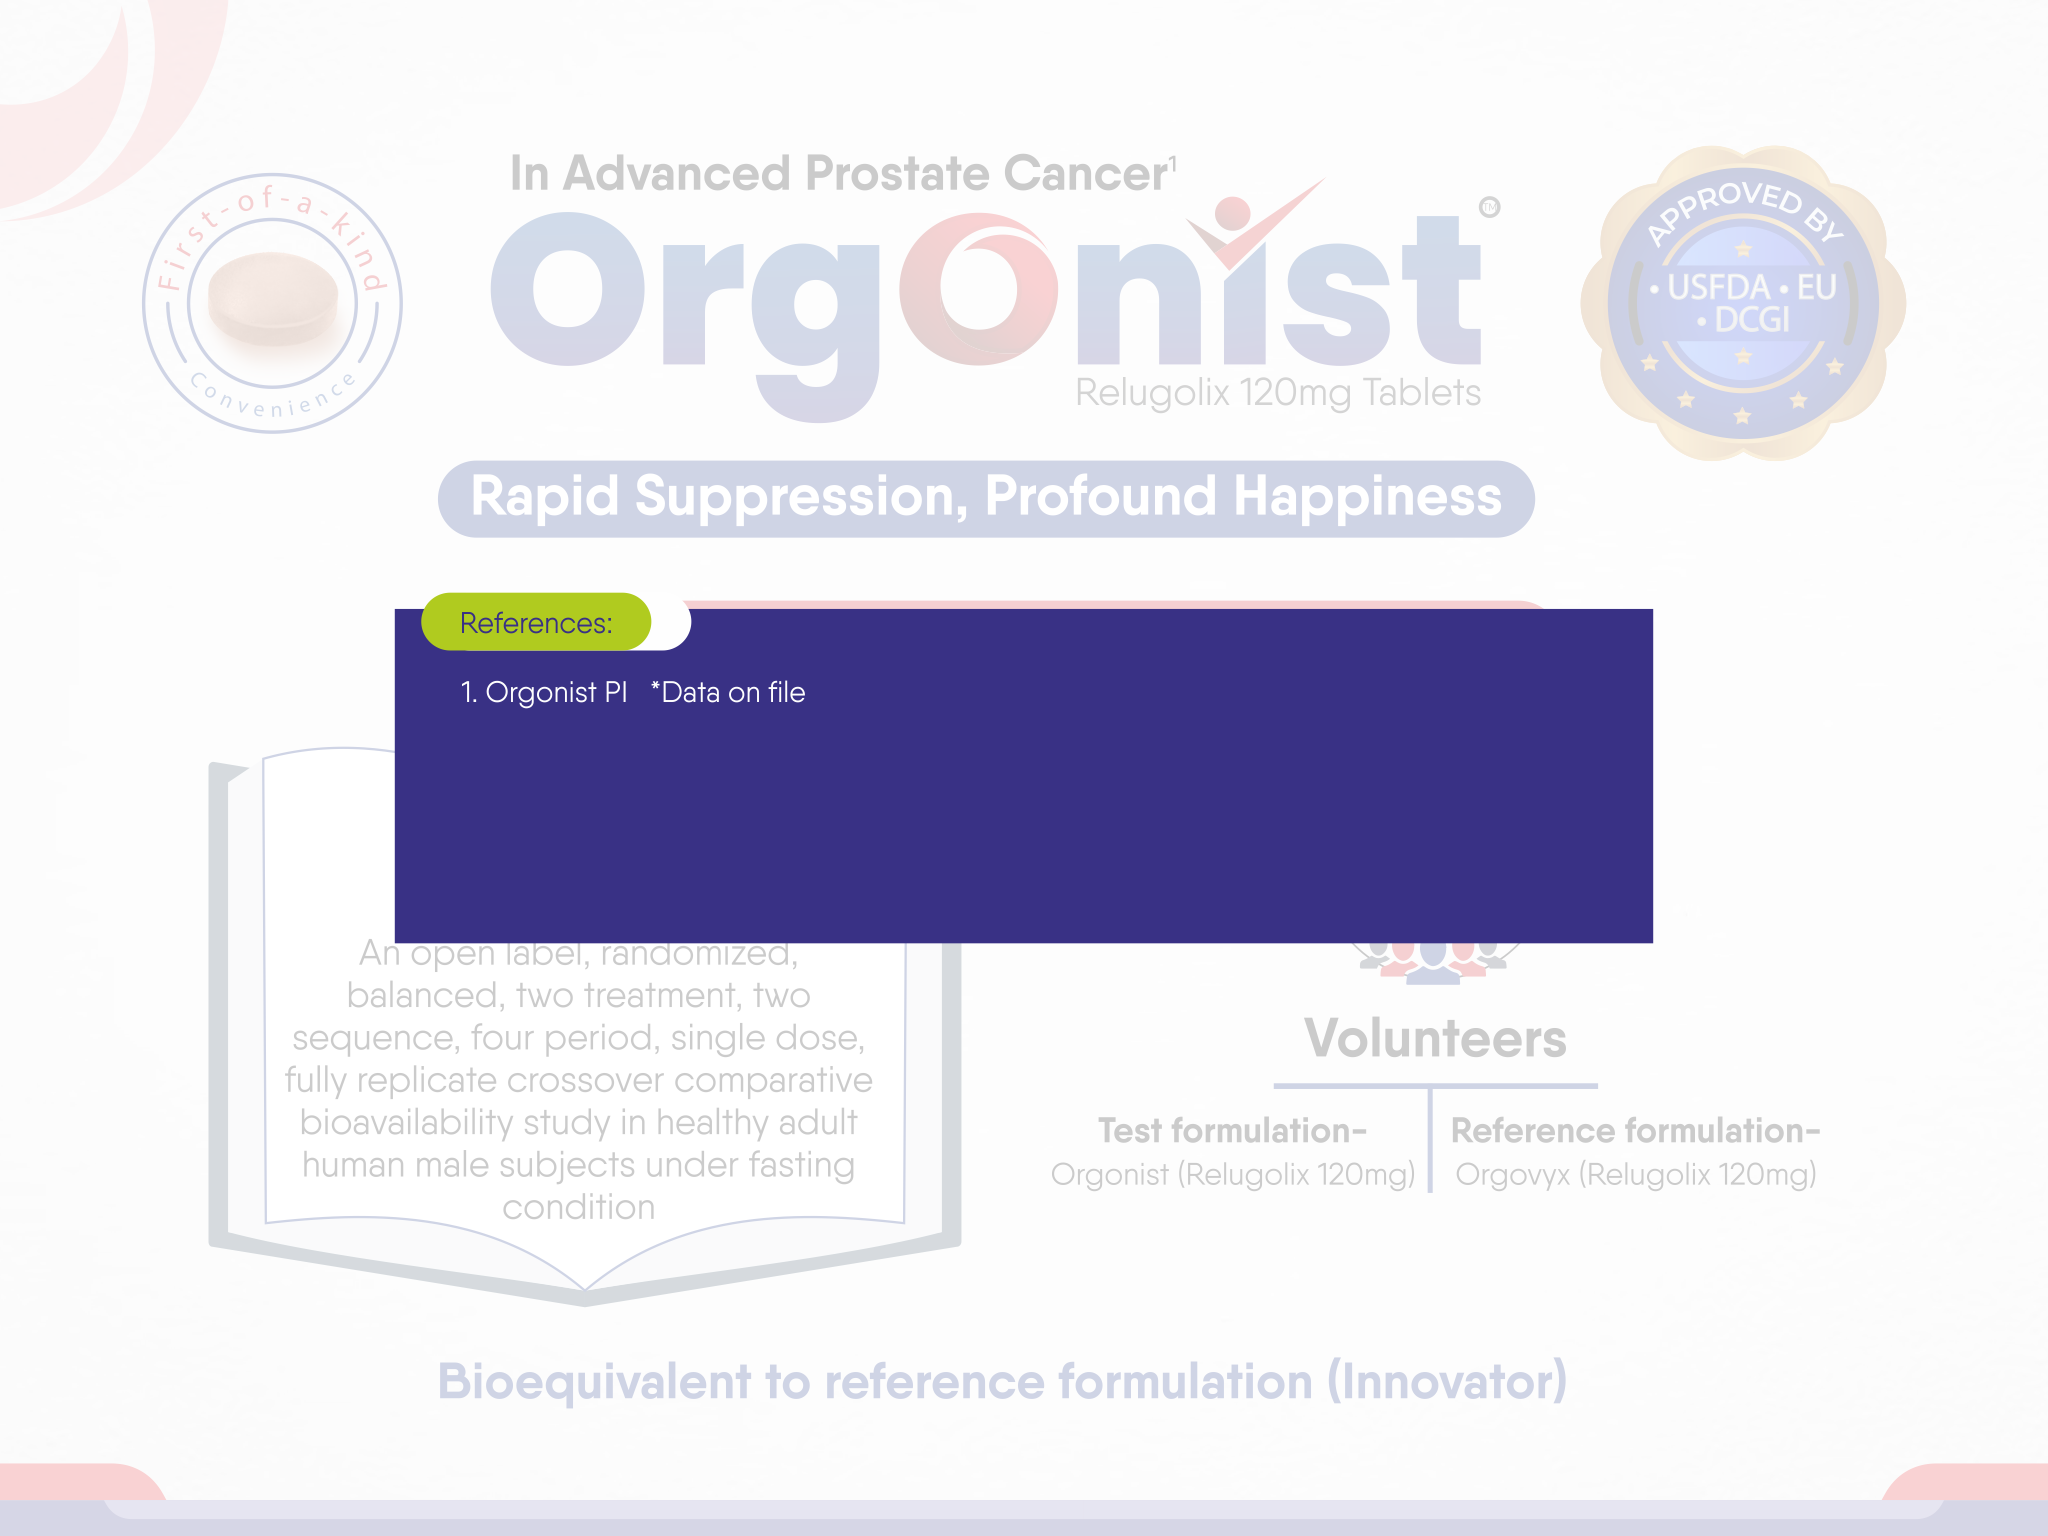 In Advanced Prostate Cancer¹
First-of-a-kind
Convenience
Orgonist™
Relugolix 120mg Tablets
APPROVED BY
• USFDA • EU
• DCGI
Rapid Suppression, Profound Happiness
References:
1. Orgonist PI *Data on file
An open label, randomized,
balanced, two treatment, two
sequence, four period, single dose,
fully replicate crossover comparative
bioavailability study in healthy adult
human male subjects under fasting
condition
Volunteers
Test formulation-
Orgonist (Relugolix 120mg)
Reference formulation-
Orgovyx (Relugolix 120mg)
Bioequivalent to reference formulation (Innovator)